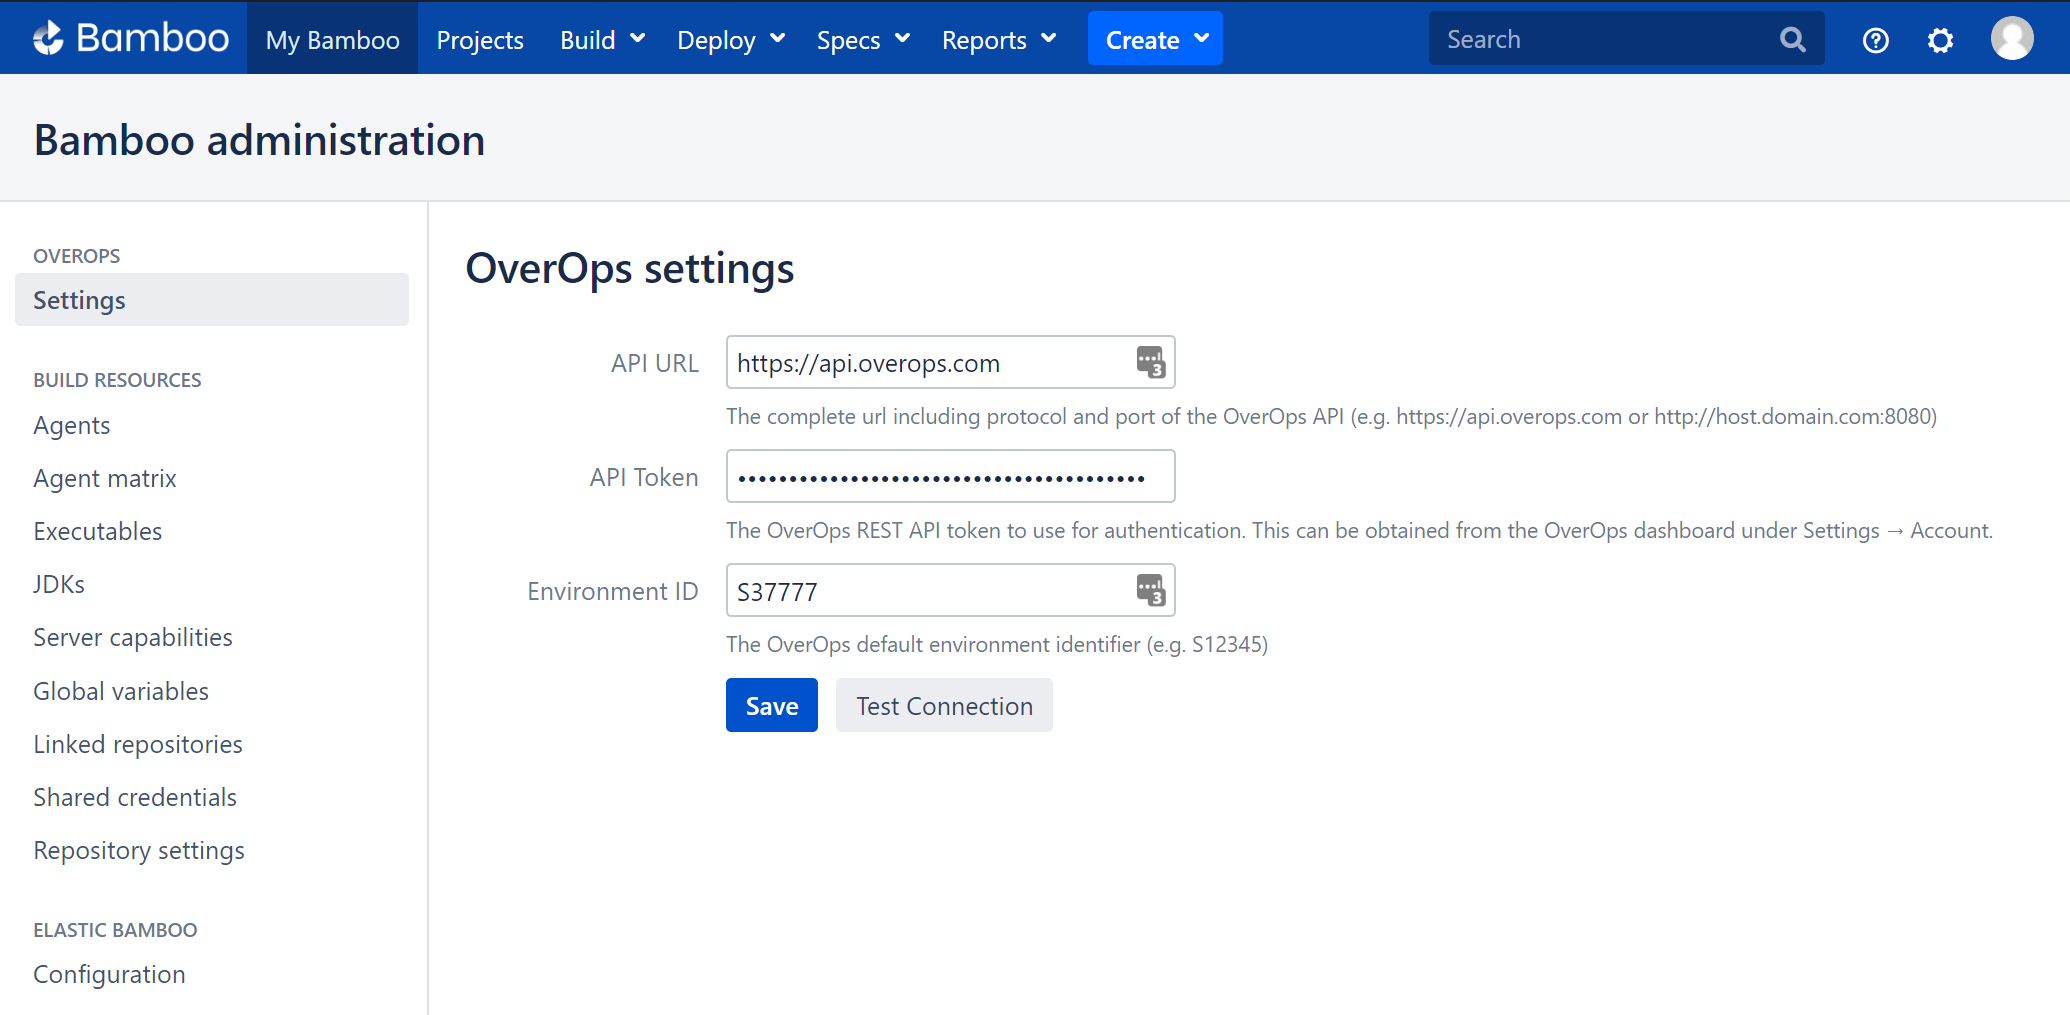 Bamboo
My Bamboo
Projects
Build
Deploy
Specs
Reports
Create
Search
Bamboo administration
OVEROPS
Settings
BUILD RESOURCES
Agents
Agent matrix
Executables
JDKs
Server capabilities
Global variables
Linked repositories
Shared credentials
Repository settings
ELASTIC BAMBOO
Configuration
OverOps settings
API URL
https://api.overops.com
3
The complete url including protocol and port of the OverOps API (e.g. https://api.overops.com or http://host.domain.com:8080)
API Token
••••••••••••••••••••••••••••••••••••••••
The OverOps REST API token to use for authentication. This can be obtained from the OverOps dashboard under Settings → Account.
Environment ID
S37777
3
The OverOps default environment identifier (e.g. S12345)
Save
Test Connection